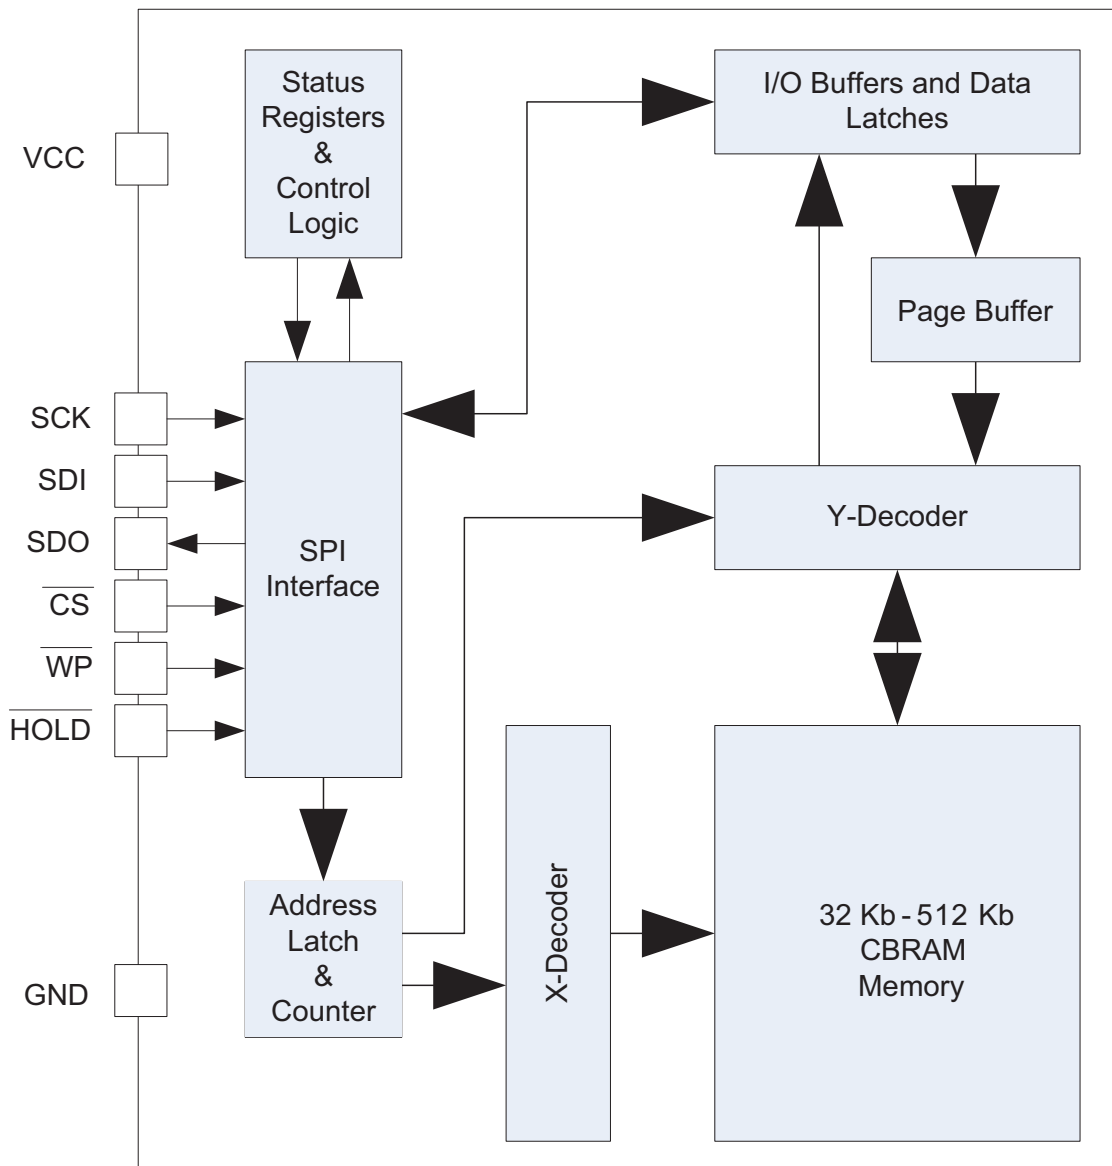 VCC
SCK
SDI
SDO
CS
WP
HOLD
GND
Status
Registers
&
Control
Logic
SPI
Interface
Address
Latch
&
Counter
I/O Buffers and Data
Latches
Page Buffer
Y-Decoder
X-Decoder
32 Kb - 512 Kb
CBRAM
Memory